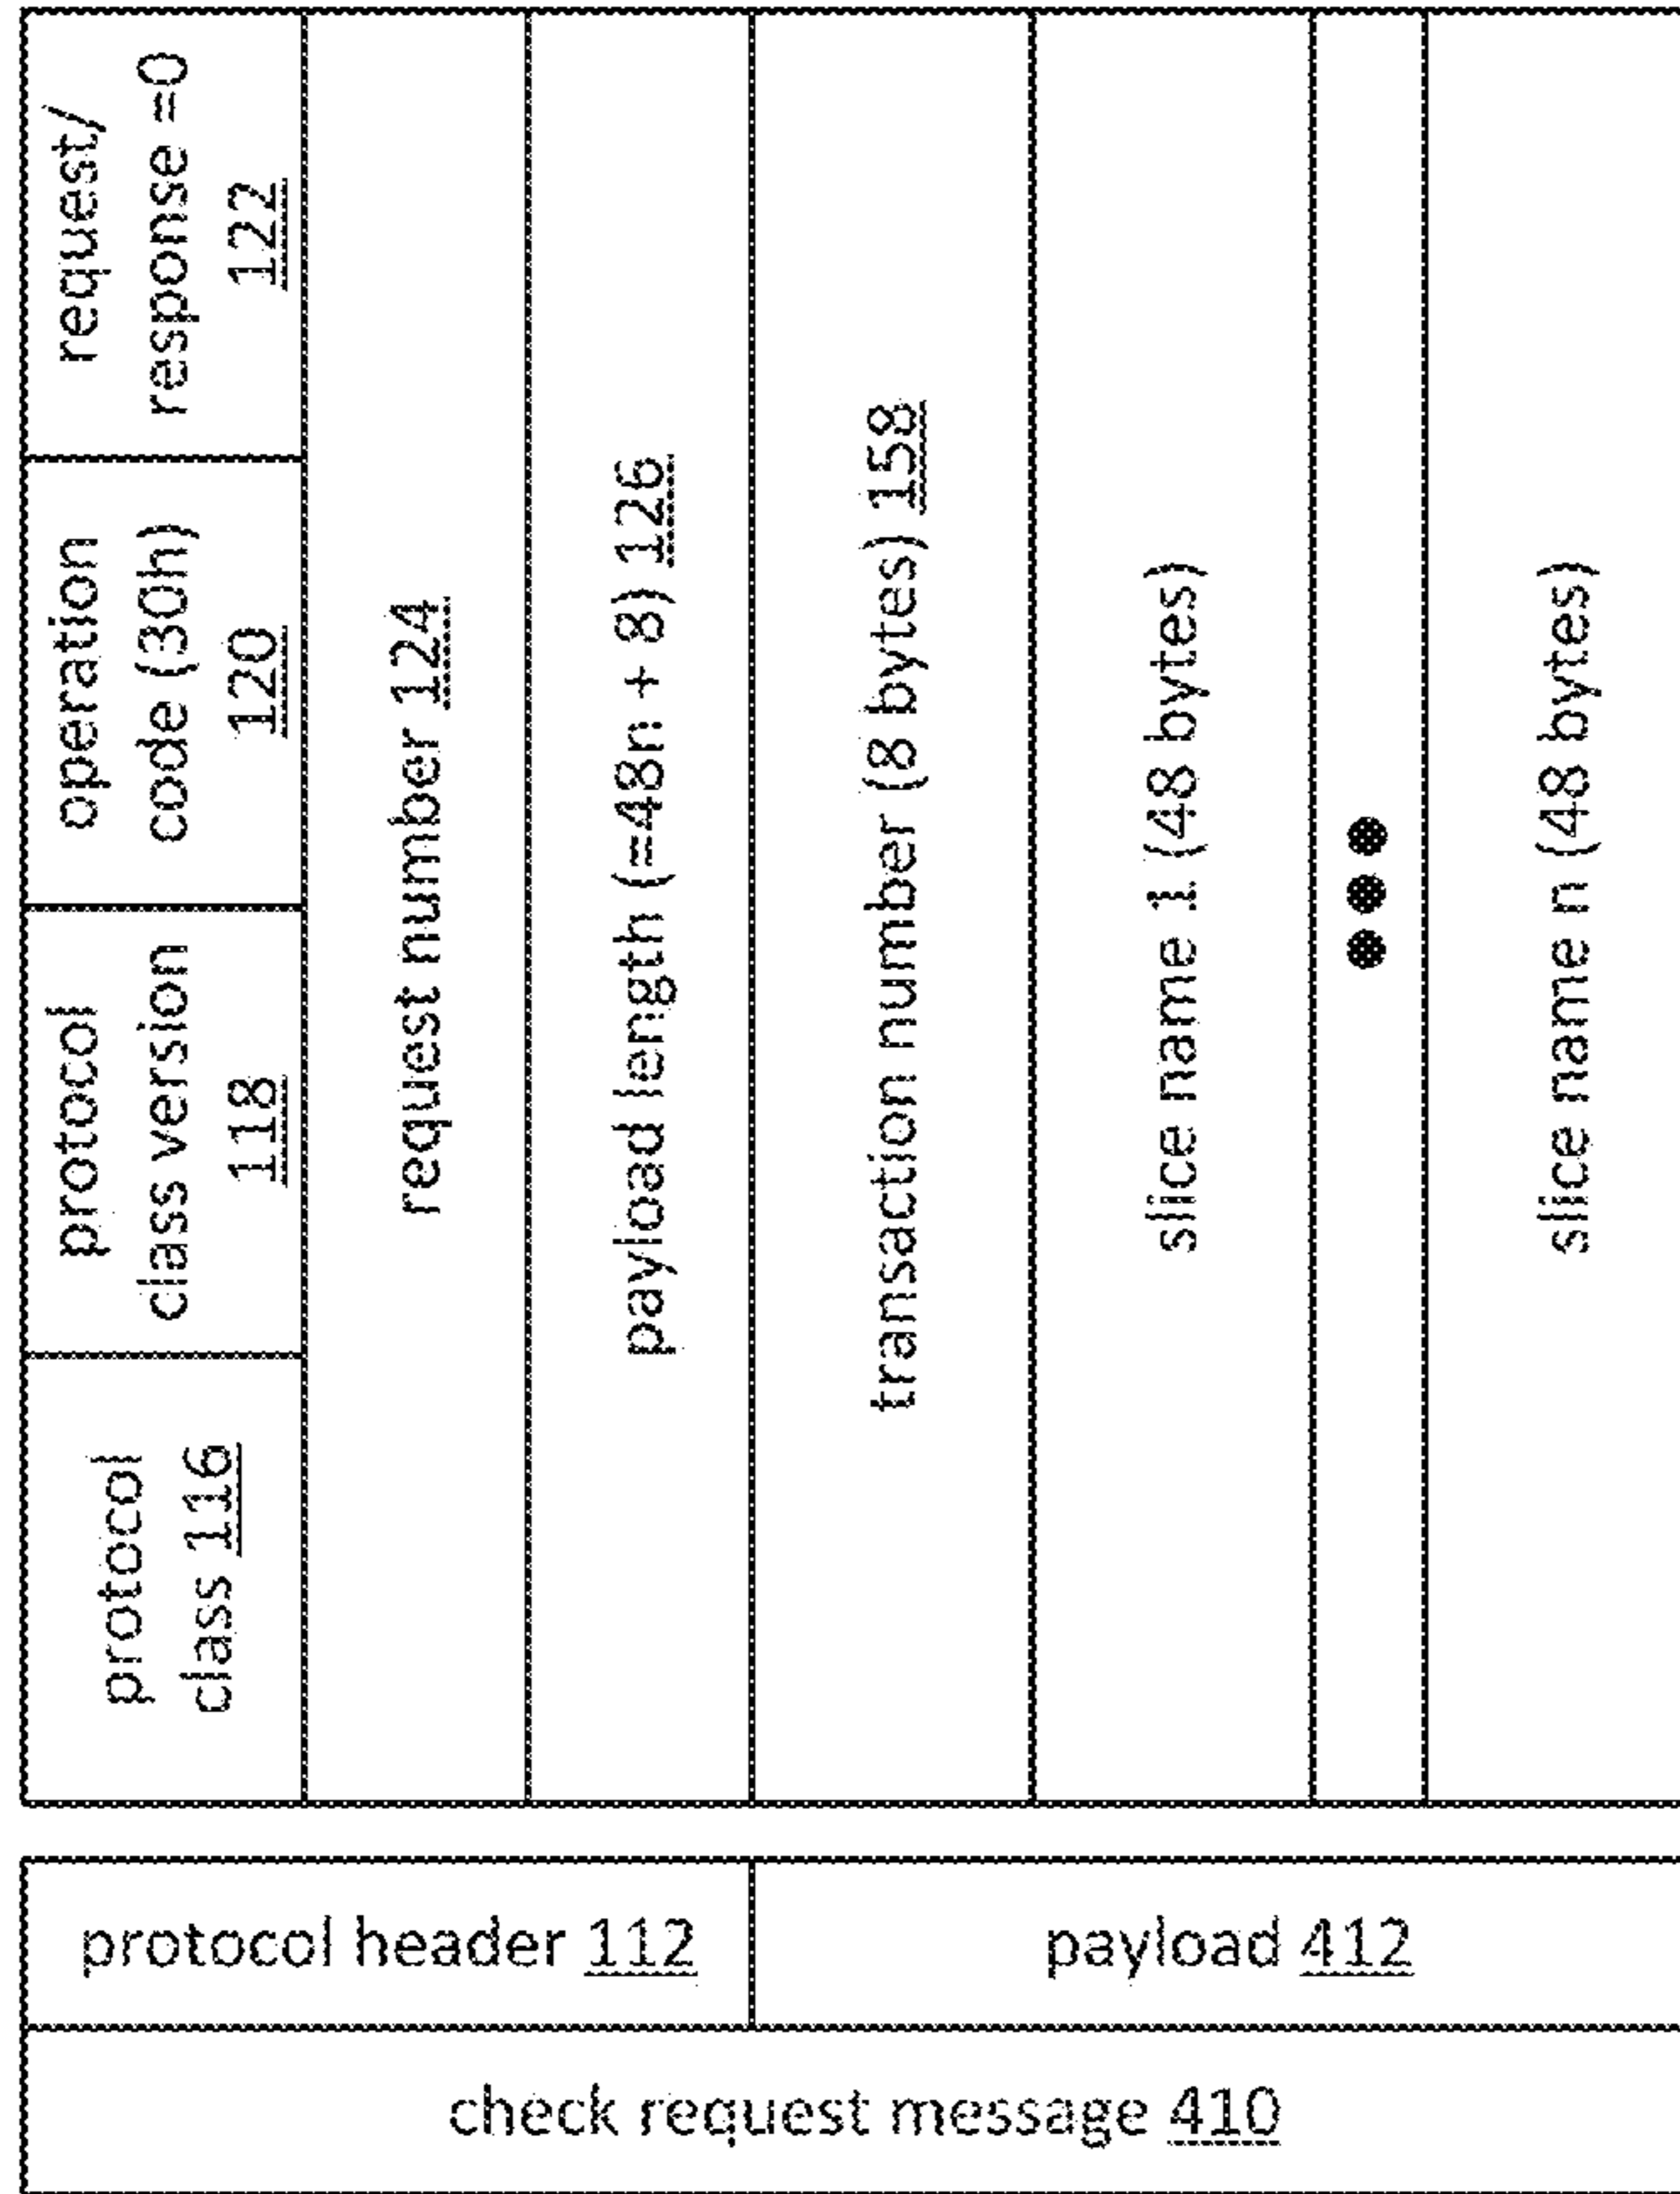 protocol
class 116
protocol
class version
118
operation
code (30h)
120
request/
response =0
122
request number 124
payload length (=48n + 8) 126
transaction number (8 bytes) 158
slice name 1 (48 bytes)
slice name n (48 bytes)
protocol header 112
payload 412
check request message 410